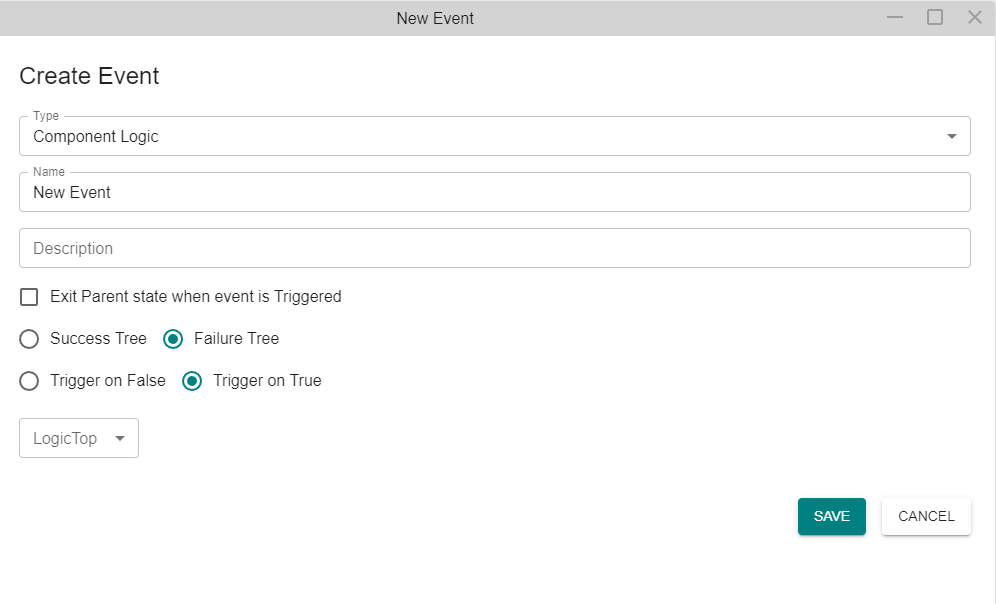 New Event
Create Event
Type
Component Logic
Name
New Event
Description
Exit Parent state when event is Triggered
Success Tree Failure Tree
Trigger on False Trigger on True
LogicTop
SAVE CANCEL